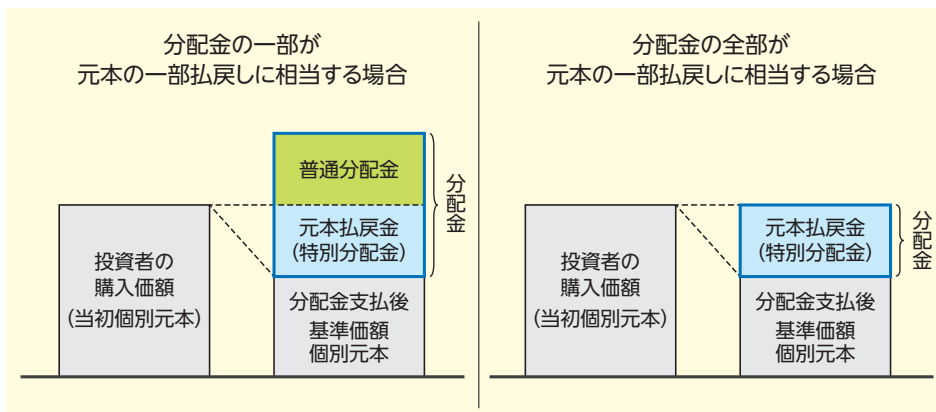 分配金の一部が
元本の一部払戻しに相当する場合
普通分配金
元本払戻金
(特別分配金)
分配金
投資者の
購入価額
(当初個別元本)
分配金支払後
基準価額
個別元本
分配金の全部が
元本の一部払戻しに相当する場合
元本払戻金
(特別分配金)
分配金
投資者の
購入価額
(当初個別元本)
分配金支払後
基準価額
個別元本